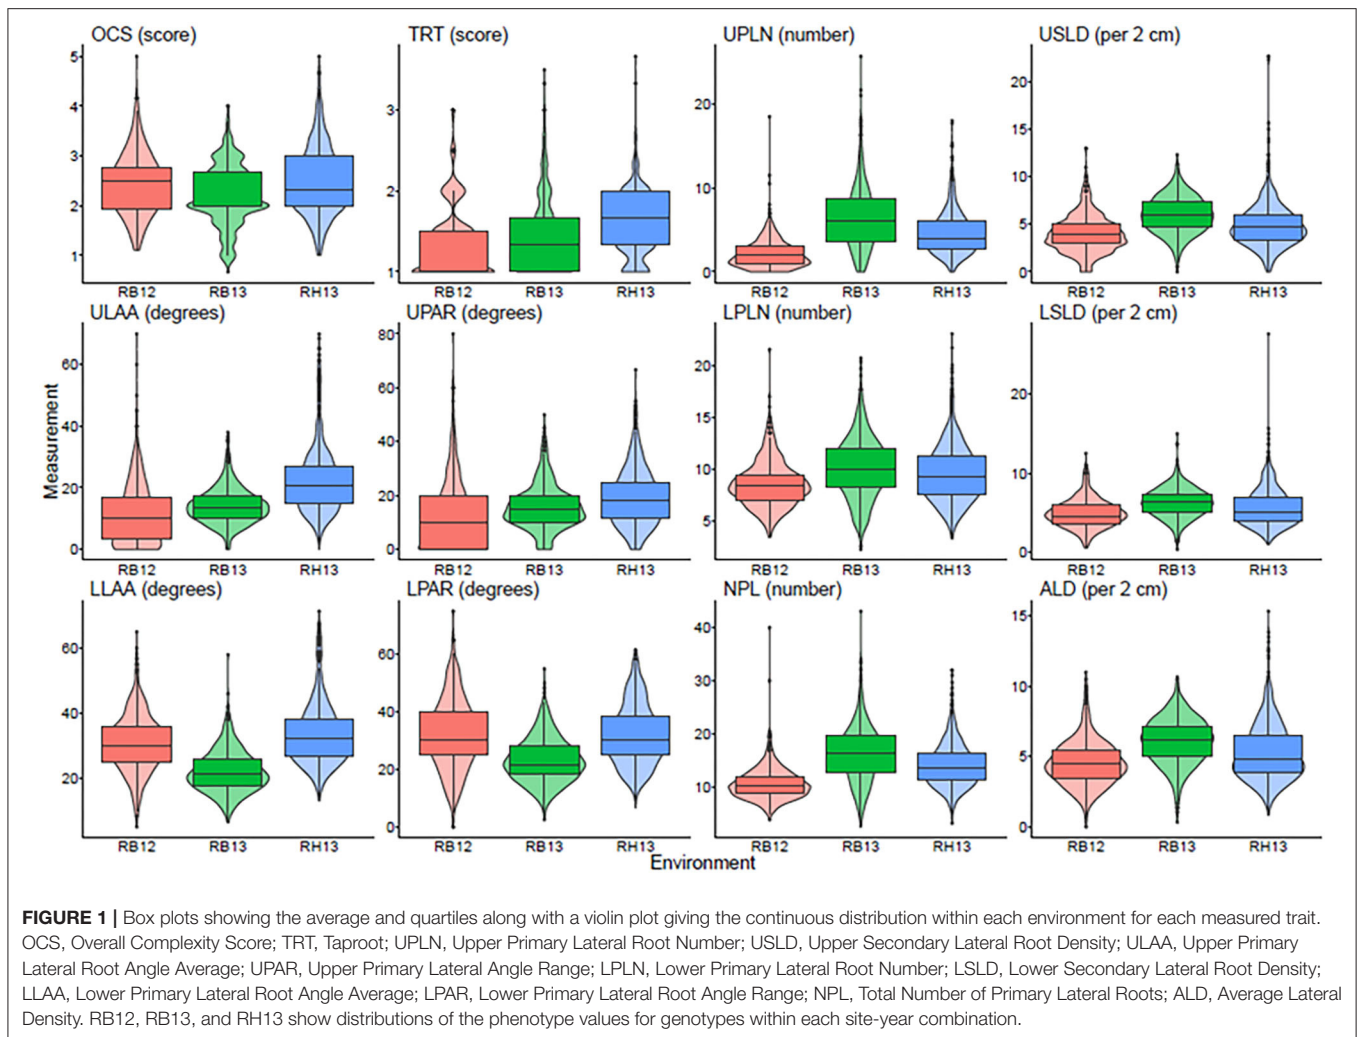 OCS (score)
TRT (score)
UPLN (number)
USLD (per 2 cm)
5
4
3
2
1
3
2
1
20
10
0
20
15
10
5
0
RB12 RB13 RH13
RB12 RB13 RH13
RB12 RB13 RH13
RB12 RB13 RH13
ULAA (degrees)
UPAR (degrees)
LPLN (number)
LSLD (per 2 cm)
Measurement
60
40
20
0
80
60
40
20
0
20
15
10
5
20
10
0
RB12 RB13 RH13
RB12 RB13 RH13
RB12 RB13 RH13
RB12 RB13 RH13
LLAA (degrees)
LPAR (degrees)
NPL (number)
ALD (per 2 cm)
60
40
20
60
40
20
0
40
30
20
10
15
10
5
0
RB12 RB13 RH13
RB12 RB13 RH13
RB12 RB13 RH13
RB12 RB13 RH13
Environment
FIGURE 1 | Box plots showing the average and quartiles along with a violin plot giving the continuous distribution within each environment for each measured trait.
OCS, Overall Complexity Score; TRT, Taproot; UPLN, Upper Primary Lateral Root Number; USLD, Upper Secondary Lateral Root Density; ULAA, Upper Primary
Lateral Root Angle Average; UPAR, Upper Primary Lateral Angle Range; LPLN, Lower Primary Lateral Root Number; LSLD, Lower Secondary Lateral Root Density;
LLAA, Lower Primary Lateral Root Angle Average; LPAR, Lower Primary Lateral Root Angle Range; NPL, Total Number of Primary Lateral Roots; ALD, Average Lateral
Density. RB12, RB13, and RH13 show distributions of the phenotype values for genotypes within each site-year combination.